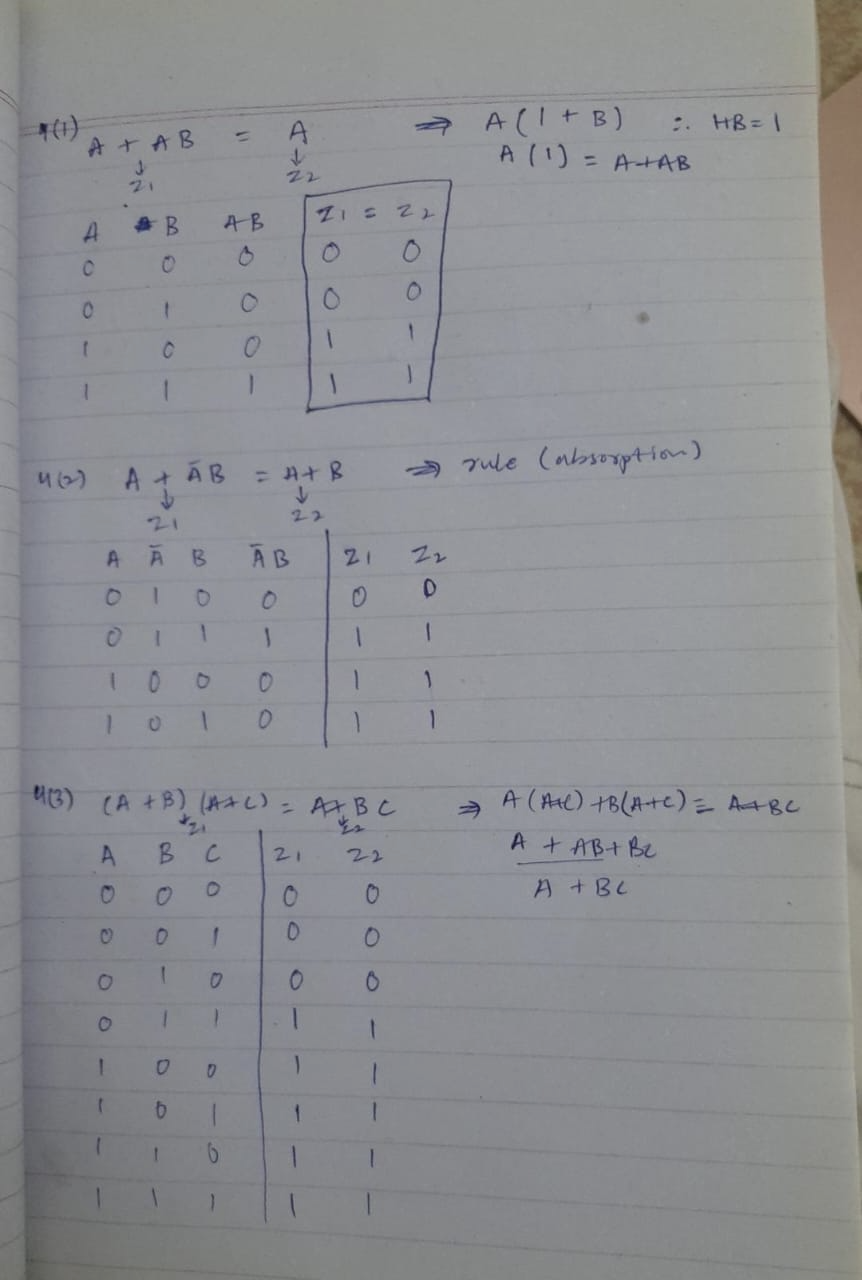 4(1) A + AB = A ⇒ A(1 + B) ∴ 1+B = 1
↓ ↓ A(1) = A+AB
Z1 Z2
A B AB Z1 = Z2
0 0 0 0 0
0 1 0 0 0
1 0 0 1 1
1 1 1 1 1
4(2) A + ĀB = A+B ⇒ rule (absorption)
↓ ↓
Z1 Z2
A Ā B ĀB Z1 Z2
0 1 0 0 0 0
0 1 1 1 1 1
1 0 0 0 1 1
1 0 1 0 1 1
4(3) (A+B) (A+C) = A+BC ⇒ A(A+C)+B(A+C) = A+BC
↓Z1 ↓Z2 A + AB+BC
A B C Z1 Z2 A + BC
0 0 0 0 0
0 0 1 0 0
0 1 0 0 0
0 1 1 1 1
1 0 0 1 1
1 0 1 1 1
1 1 0 1 1
1 1 1 1 1